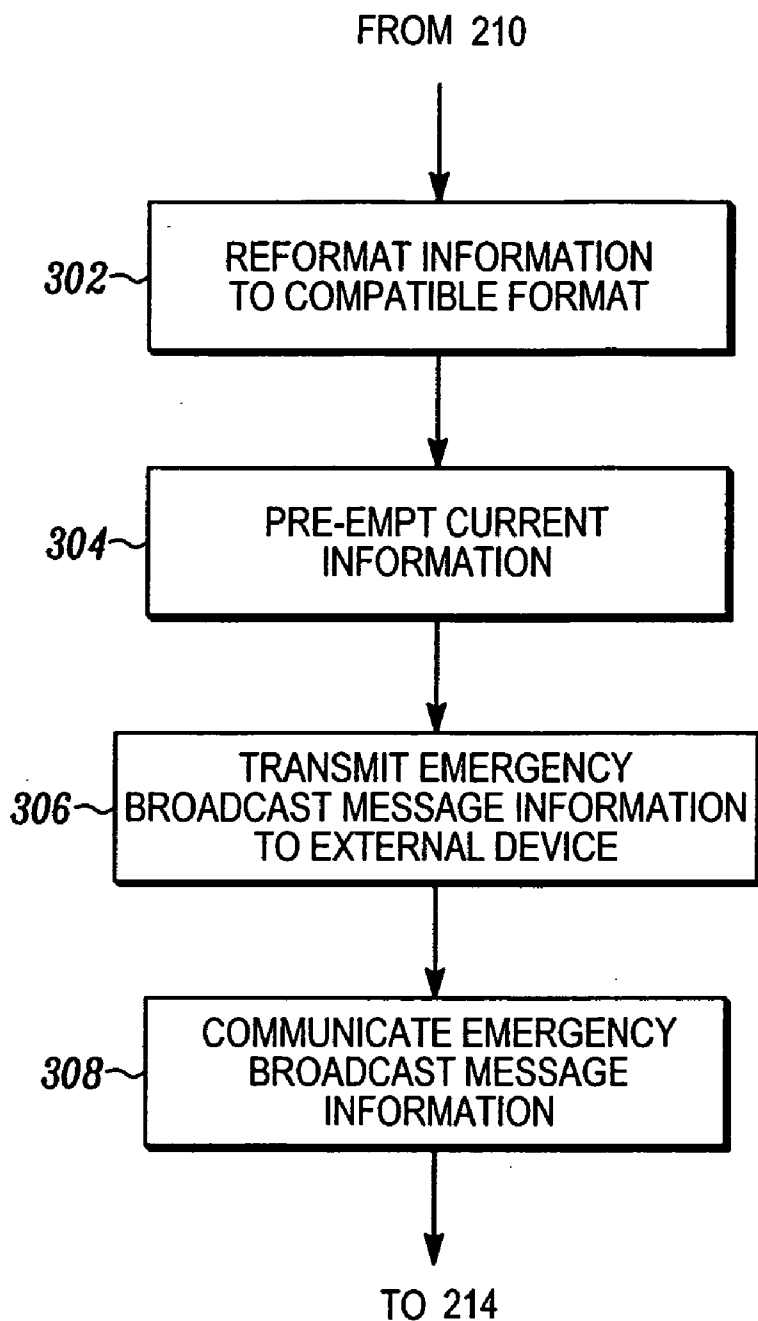 FROM 210
302
REFORMAT INFORMATION
TO COMPATIBLE FORMAT
304
PRE-EMPT CURRENT
INFORMATION
306
TRANSMIT EMERGENCY
BROADCAST MESSAGE INFORMATION
TO EXTERNAL DEVICE
308
COMMUNICATE EMERGENCY
BROADCAST MESSAGE
INFORMATION
TO 214